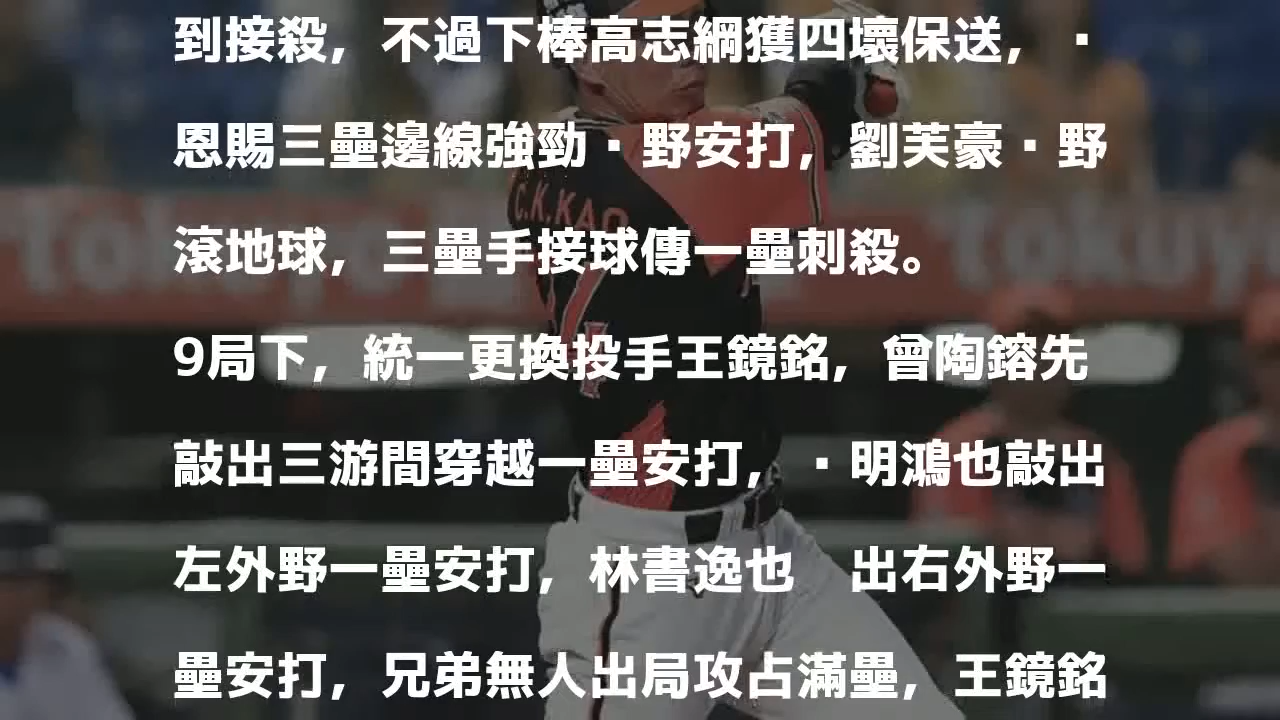 到接殺，不過下棒高志綱獲四壞保送，·
恩賜三壘邊線強勁·野安打，劉芙豪·野
滾地球，三壘手接球傳一壘刺殺。
9局下，統一更換投手王鏡銘，曾陶鎔先
敲出三游間穿越一壘安打，·明鴻也敲出
左外野一壘安打，林書逸也　出右外野一
壘安打，兄弟無人出局攻占滿壘，王鏡銘
C.K.KAO
Tokuyo
Tokuyo